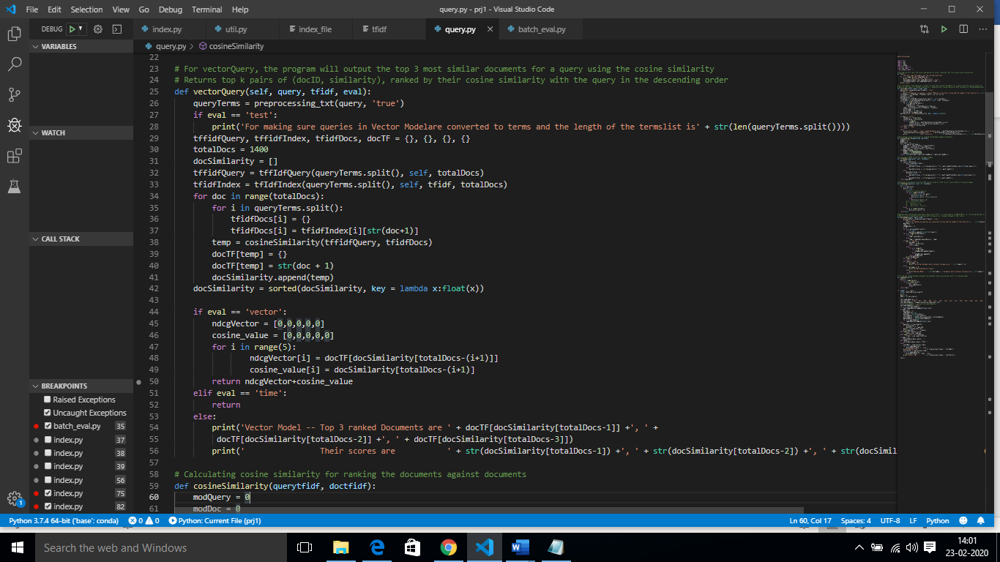 File Edit Selection View Go Debug Terminal Help
query.py - prj1 - Visual Studio Code
DEBUG
index.py
util.py
index_file
tfidf
query.py
batch_eval.py
VARIABLES
query.py > cosineSimilarity
22
23 # For vectorQuery, the program will output the top 3 most similar documents for a query using the cosine similarity
24 # Returns top k pairs of (docID, similarity), ranked by their cosine similarity with the query in the descending order
25 def vectorQuery(self, query, tfidf, eval):
26 queryTerms = preprocessing_txt(query, 'true')
27 if eval == 'test':
28 print('For making sure queries in Vector Modelare converted to terms and the length of the termslist is' + str(len(queryTerms.split())))
29 tffidfQuery, tffidfIndex, tfidfDocs, docTF = {}, {}, {}, {}
30 totalDocs = 1400
31 docSimilarity = []
32 tffidfQuery = tffIdfQuery(queryTerms.split(), self, totalDocs)
33 tfidfIndex = tfIdfIndex(queryTerms.split(), self, tfidf, totalDocs)
34 for doc in range(totalDocs):
35 for i in queryTerms.split():
36 tfidfDocs[i] = {}
37 tfidfDocs[i] = tfidfIndex[i][str(doc+1)]
38 temp = cosineSimilarity(tffidfQuery, tfidfDocs)
39 docTF[temp] = {}
40 docTF[temp] = str(doc + 1)
41 docSimilarity.append(temp)
42 docSimilarity = sorted(docSimilarity, key = lambda x:float(x))
43
44 if eval == 'vector':
45 ndcgVector = [0,0,0,0,0]
46 cosine_value = [0,0,0,0,0]
47 for i in range(5):
48 ndcgVector[i] = docTF[docSimilarity[totalDocs-(i+1)]]
49 cosine_value[i] = docSimilarity[totalDocs-(i+1)]
50 return ndcgVector+cosine_value
51 elif eval == 'time':
52 return
53 else:
54 print('Vector Model -- Top 3 ranked Documents are ' + docTF[docSimilarity[totalDocs-1]] +', ' +
55 docTF[docSimilarity[totalDocs-2]] +', ' + docTF[docSimilarity[totalDocs-3]])
56 print(' Their scores are ' + str(docSimilarity[totalDocs-1]) +', ' + str(docSimilarity[totalDocs-2]) +', ' + str(docSimil
57
58 # Calculating cosine similarity for ranking the documents against documents
59 def cosineSimilarity(querytfidf, doctfidf):
60 modQuery = 0
61 modDoc = 0
WATCH
CALL STACK
BREAKPOINTS
Raised Exceptions
Uncaught Exceptions
batch_eval.py 35
index.py 37
index.py 38
index.py 39
index.py 56
index.py 75
index.py 82
1
Python 3.7.4 64-bit ('base': conda) 0 0 Python: Current File (prj1)
Ln 60, Col 17 Spaces: 4 UTF-8 LF Python
Search the web and Windows
14:01
23-02-2020